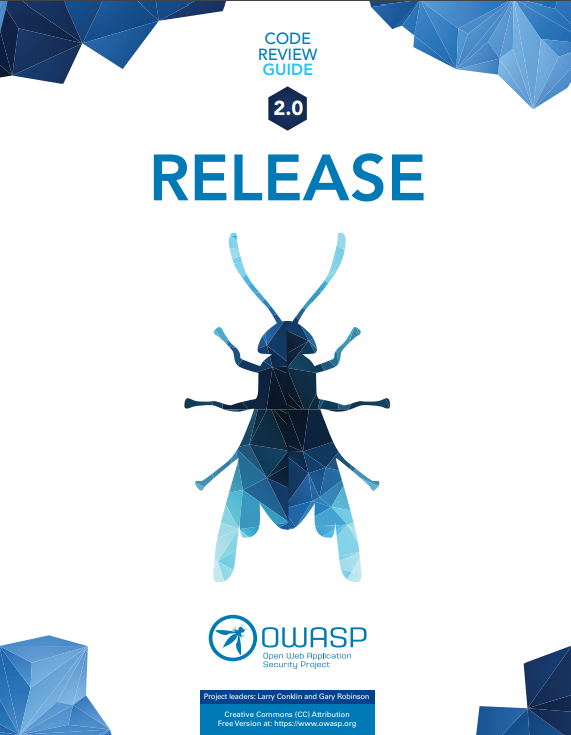 CODE
REVIEW
GUIDE
2.0
RELEASE
OWASP
Open Web Application
Security Project
Project leaders: Larry Conklin and Gary Robinson
Creative Commons (CC) Attribution
Free Version at: https://www.owasp.org